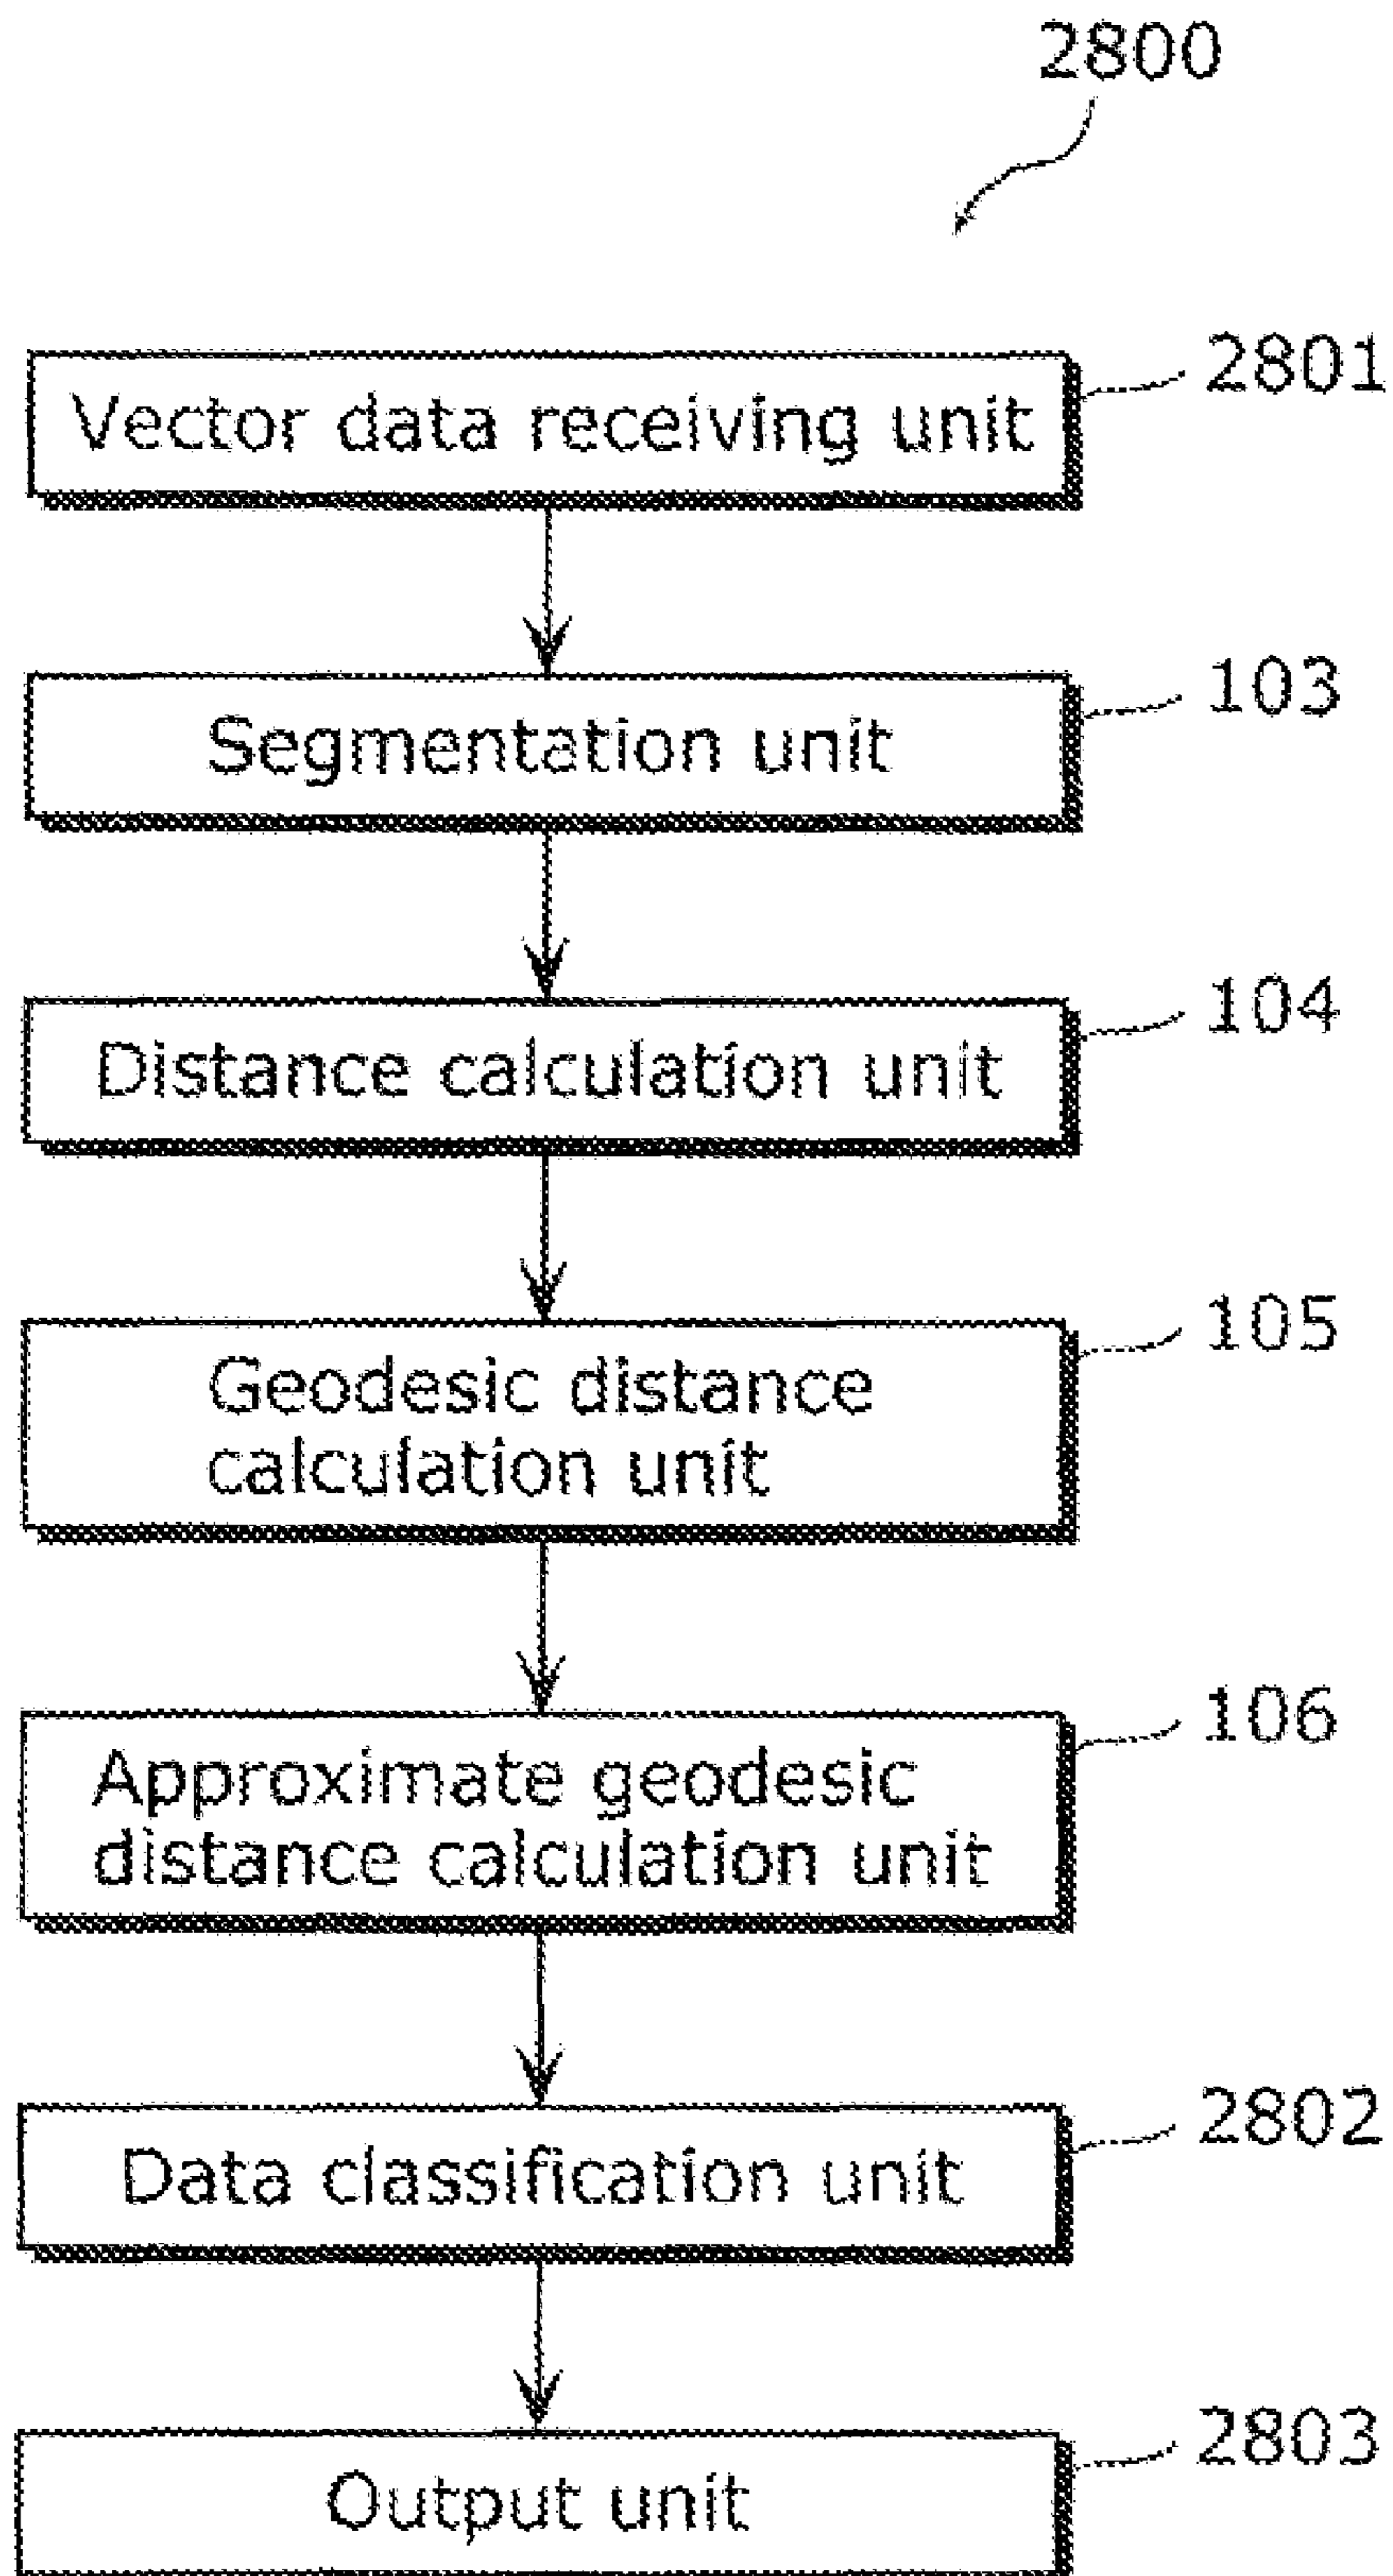 2800
Vector data receiving unit
2801
Segmentation unit
103
Distance calculation unit
104
Geodesic distance
calculation unit
105
Approximate geodesic
distance calculation unit
106
Data classification unit
2802
Output unit
2803